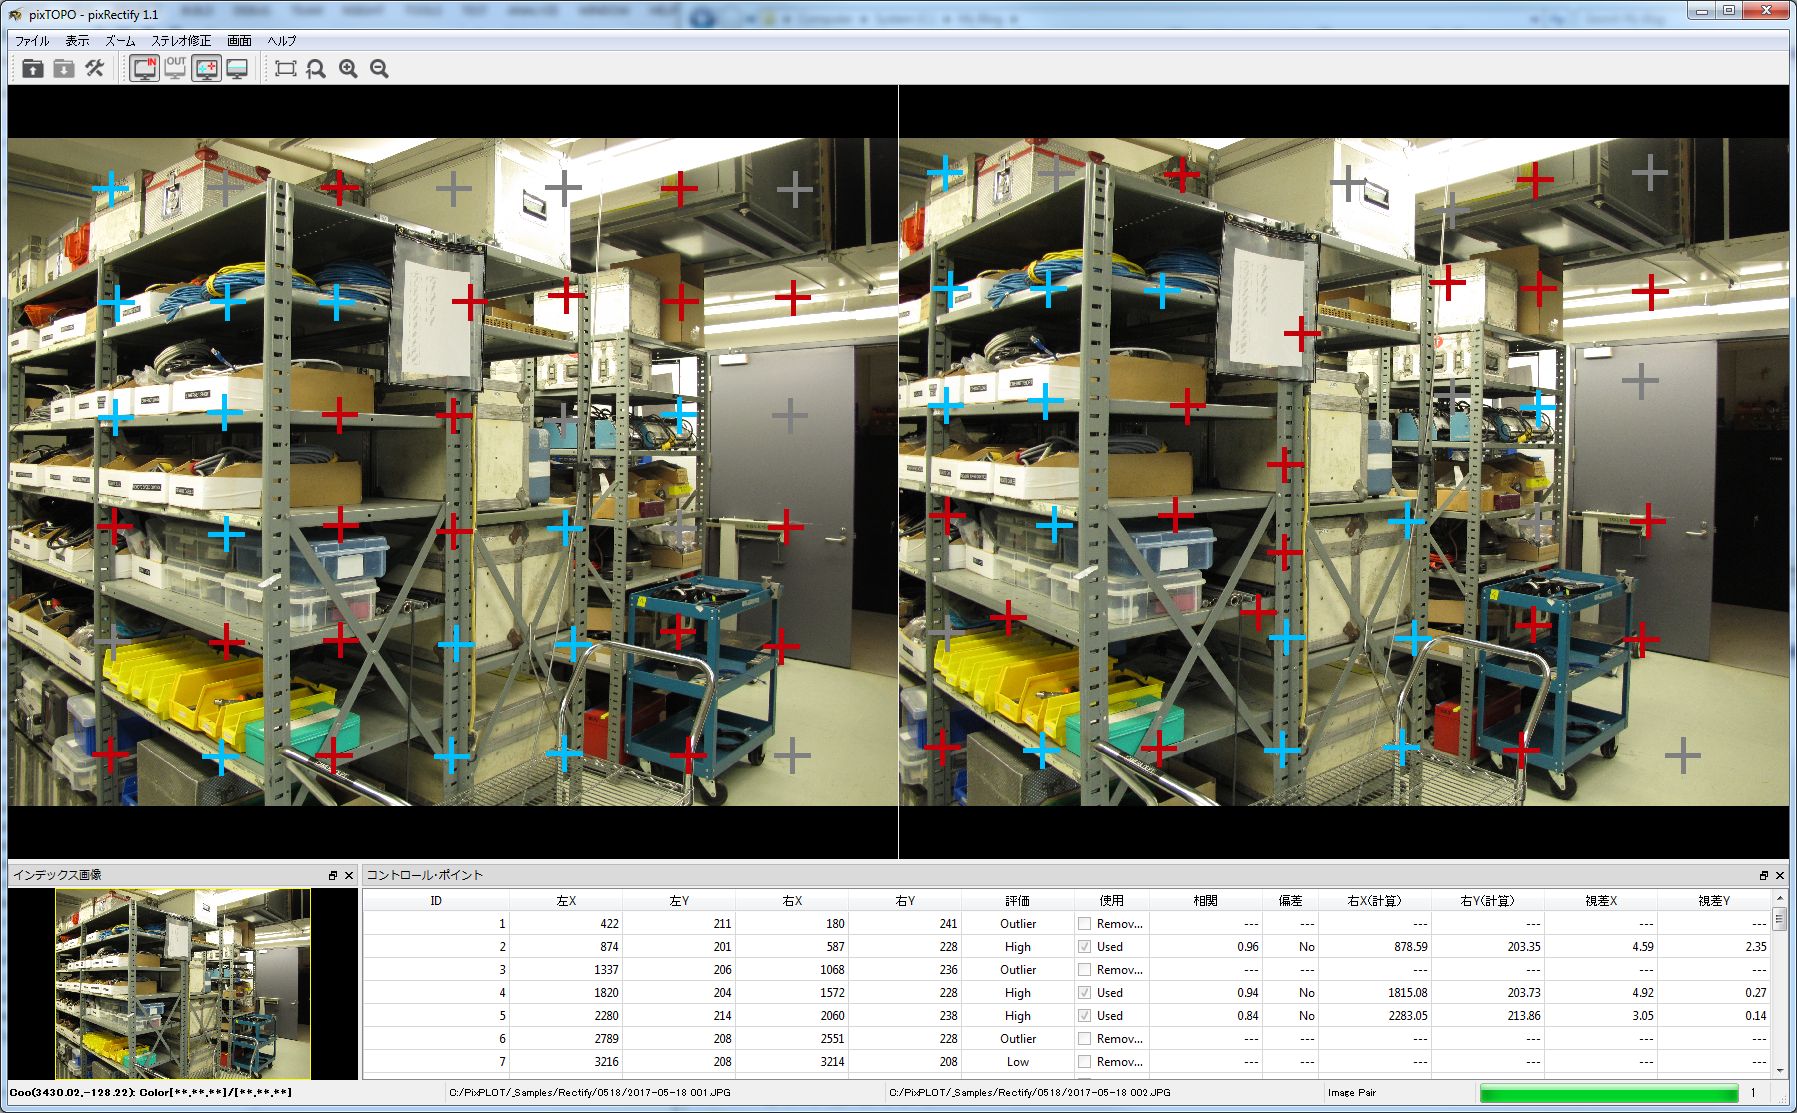 pixTOPO - pixRectify 1.1
ファイル 表示 ズーム ステレオ修正 画面 ヘルプ
IN OUT
インデックス画像
コントロール・ポイント
ID 左X 左Y 右X 右Y 評価 使用 相関 偏差 右X(計算) 右Y(計算) 視差X 視差Y
1 422 211 180 241 Outlier Remov... --- --- --- --- --- ---
2 874 201 587 228 High Used 0.96 No 878.59 203.35 4.59 2.35
3 1337 206 1068 236 Outlier Remov... --- --- --- --- --- ---
4 1820 204 1572 228 High Used 0.94 No 1815.08 203.73 4.92 0.27
5 2280 214 2060 238 High Used 0.84 No 2283.05 213.86 3.05 0.14
6 2789 208 2551 228 Outlier Remov... --- --- --- --- --- ---
7 3216 208 3214 208 Low Remov... --- --- --- --- --- ---
Coo(3430.02,-128.22): Color[**,**,**]/[**,**,**] C:/PixPLOT/_Samples/Rectify/0518/2017-05-18 001.JPG C:/PixPLOT/_Samples/Rectify/0518/2017-05-18 002.JPG Image Pair 1